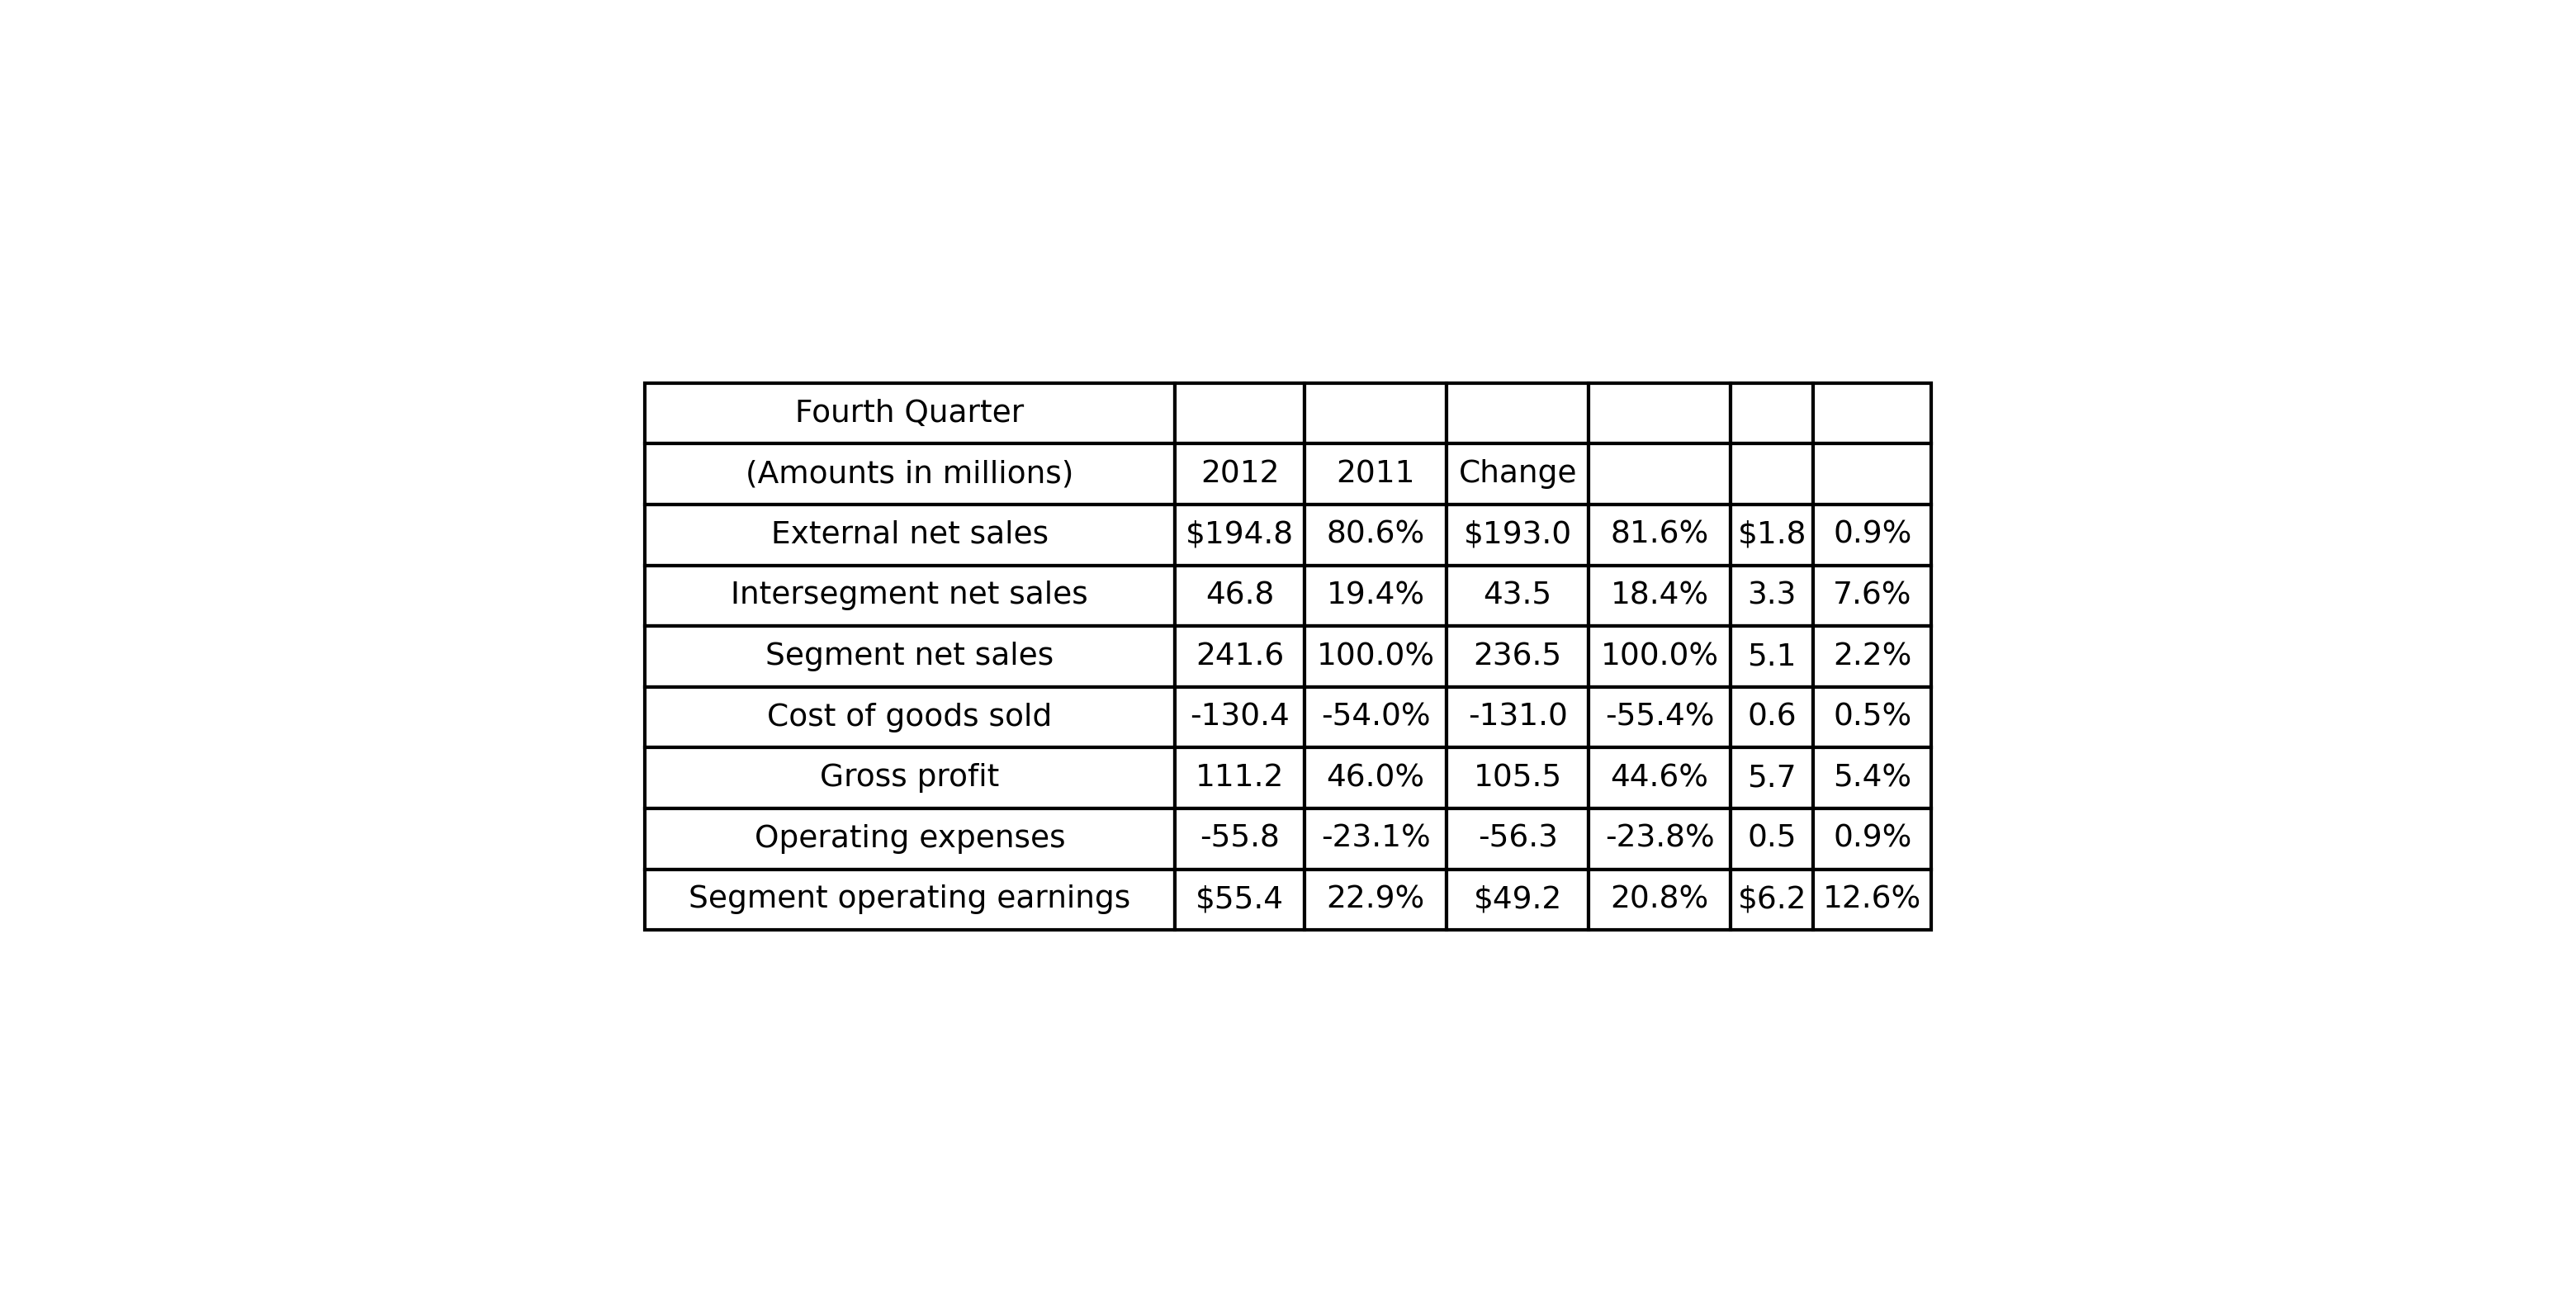 Fourth Quarter
(Amounts in millions) 2012 2011 Change
External net sales $194.8 80.6% $193.0 81.6% $1.8 0.9%
Intersegment net sales 46.8 19.4% 43.5 18.4% 3.3 7.6%
Segment net sales 241.6 100.0% 236.5 100.0% 5.1 2.2%
Cost of goods sold -130.4 -54.0% -131.0 -55.4% 0.6 0.5%
Gross profit 111.2 46.0% 105.5 44.6% 5.7 5.4%
Operating expenses -55.8 -23.1% -56.3 -23.8% 0.5 0.9%
Segment operating earnings $55.4 22.9% $49.2 20.8% $6.2 12.6%